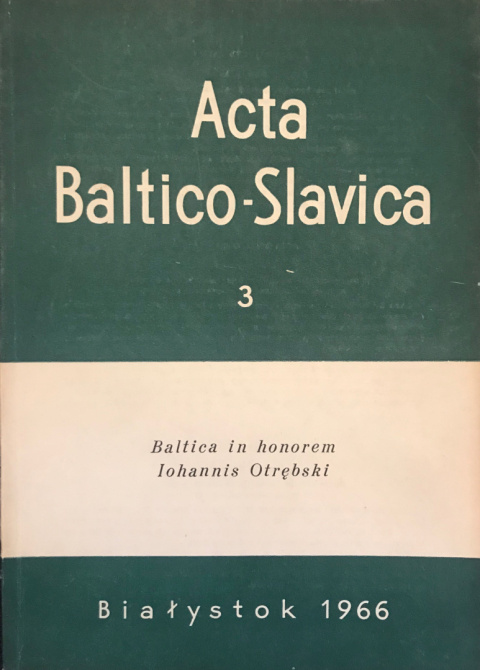 Acta
Baltico-Slavica
3
Baltica in honorem
Iohannis Otrębski
Białystok 1966